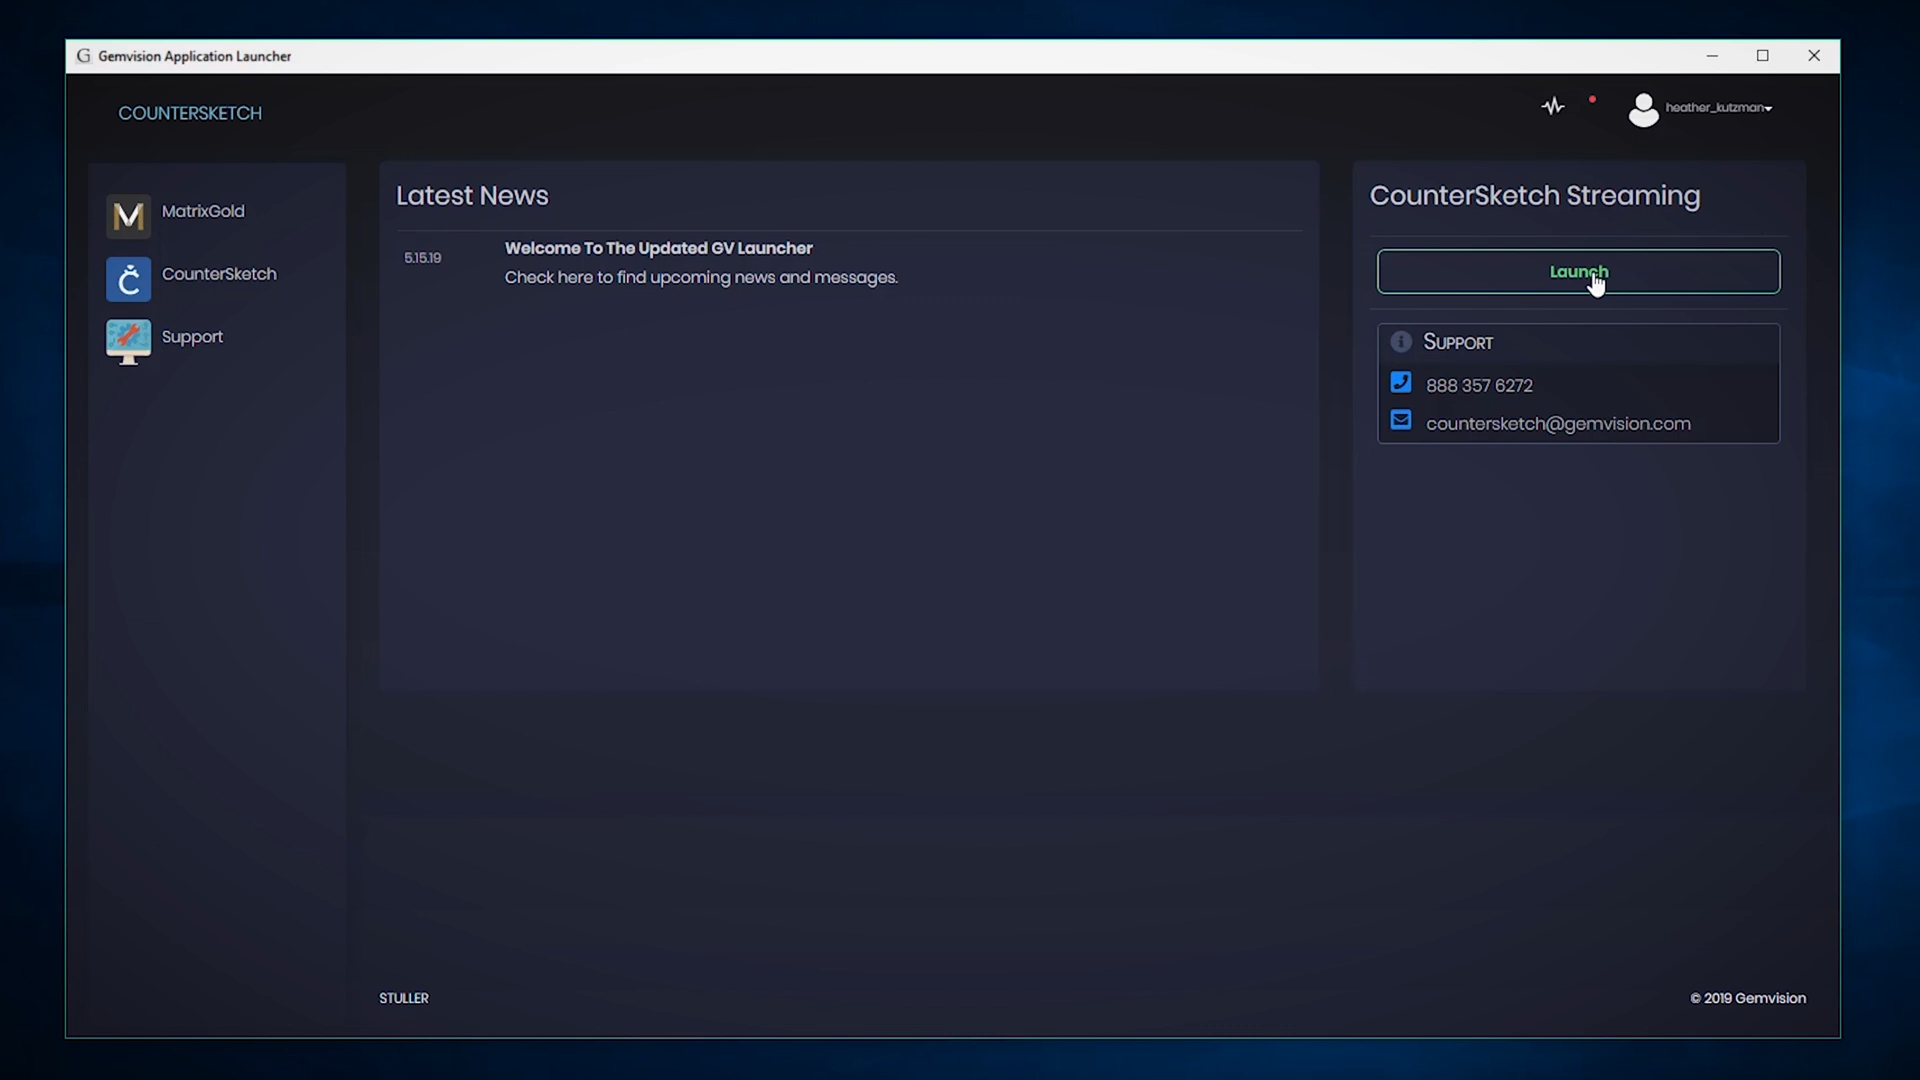 G Gemvision Application Launcher
COUNTERSKETCH
heather_kutzman
MatrixGold
CounterSketch
Support
Latest News
5.15.19
Welcome To The Updated GV Launcher
Check here to find upcoming news and messages.
CounterSketch Streaming
Launch
SUPPORT
888 357 6272
countersketch@gemvision.com
STULLER
© 2019 Gemvision